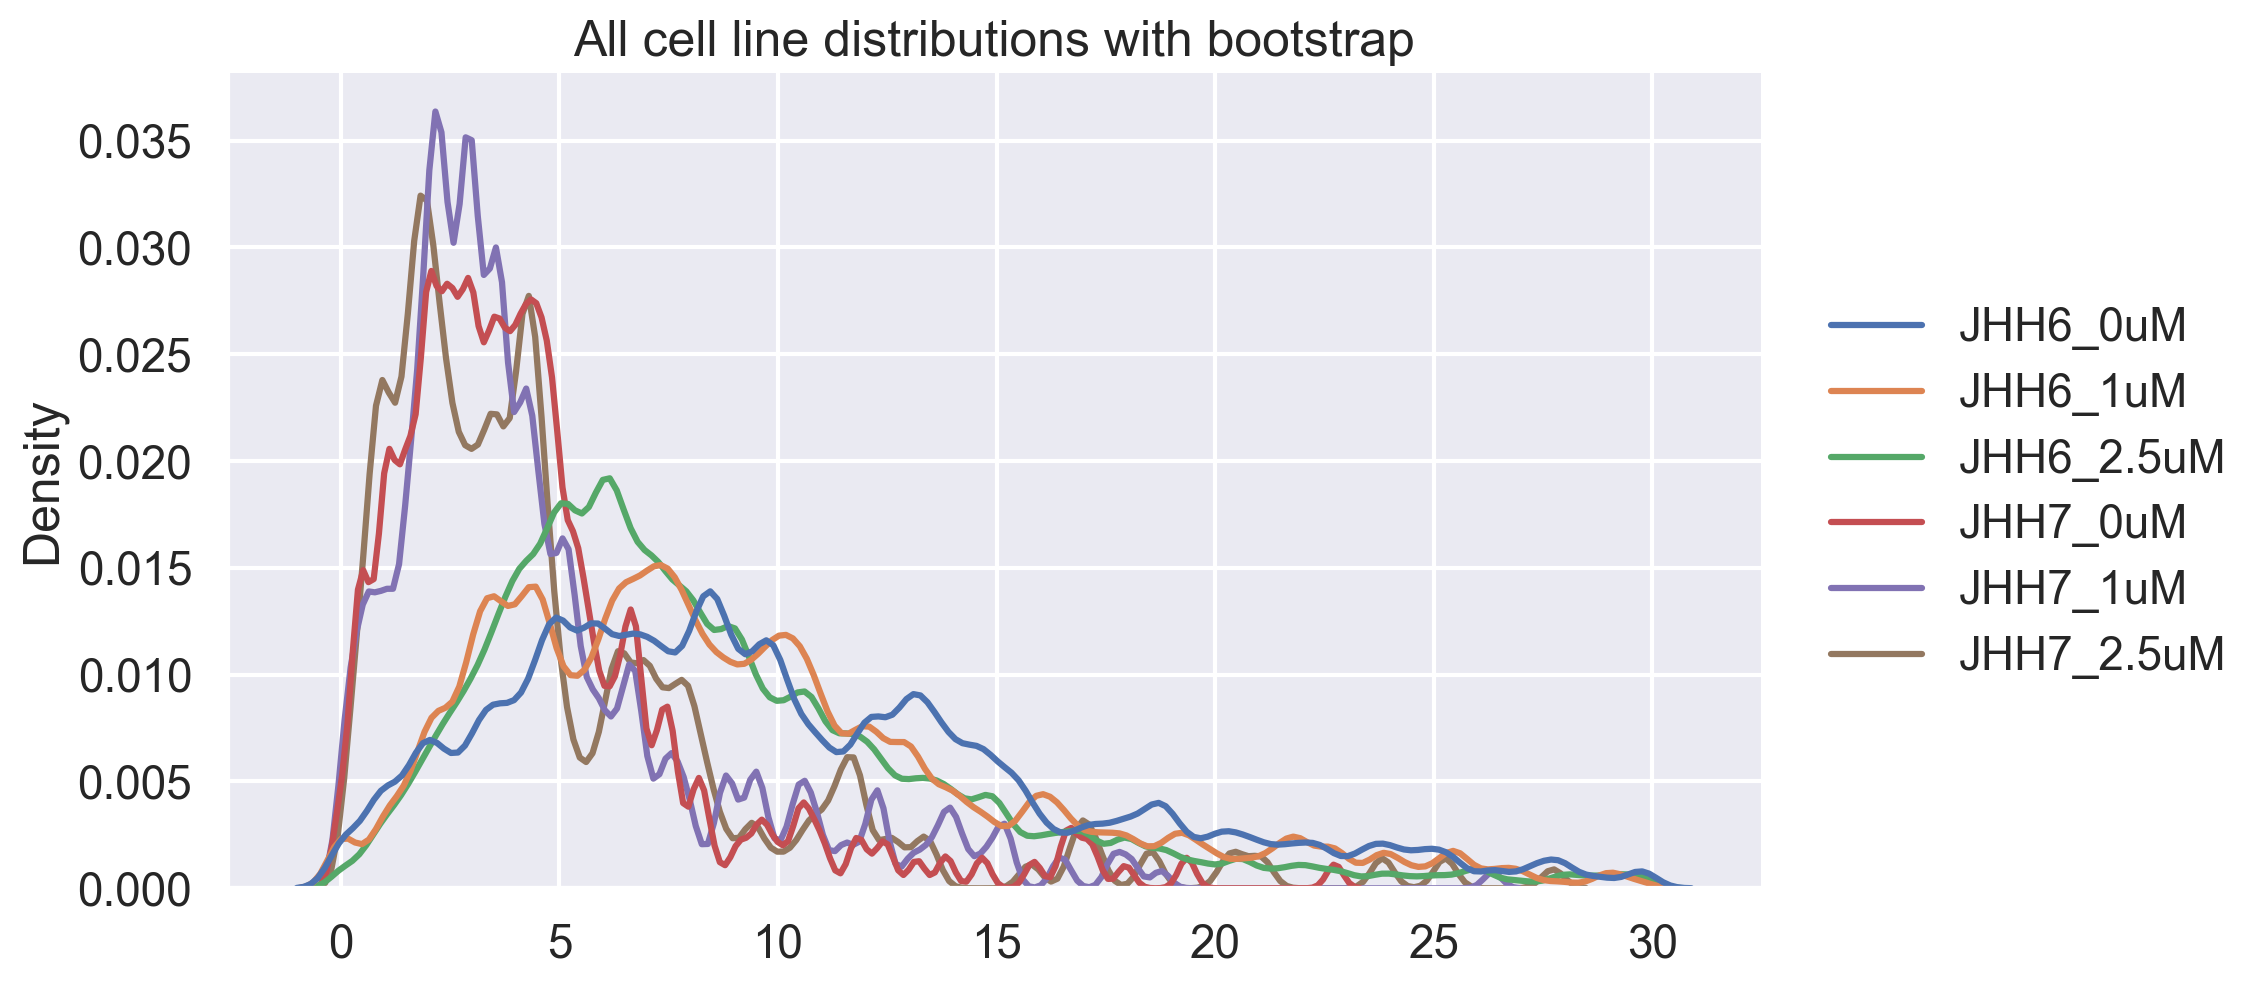 All cell line distributions with bootstrap
0.035
0.030
0.025
0.020
0.015
0.010
0.005
0.000
Density
0 5 10 15 20 25 30
JHH6_0uM
JHH6_1uM
JHH6_2.5uM
JHH7_0uM
JHH7_1uM
JHH7_2.5uM